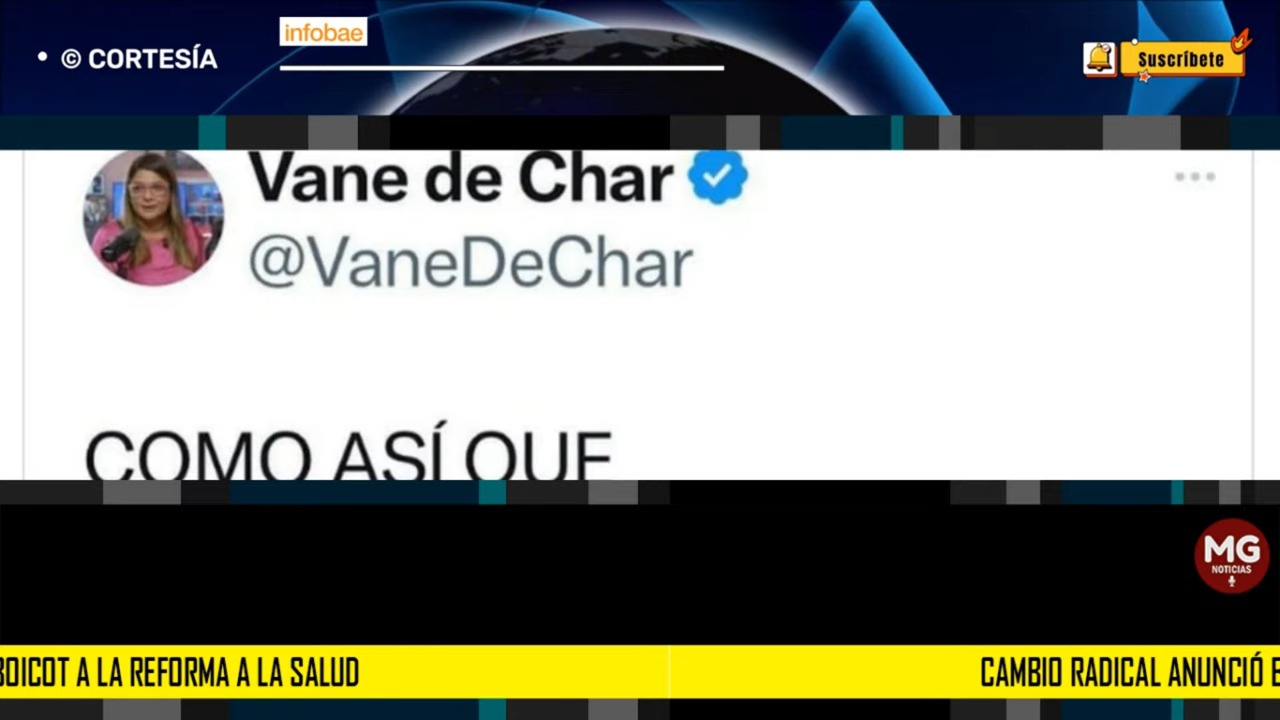 infobae
• © CORTESÍA
Suscríbete
Vane de Char
@VaneDeChar
COMO ASÍ QUE
MG
NOTICIAS
BOICOT A LA REFORMA A LA SALUD
CAMBIO RADICAL ANUNCIÓ